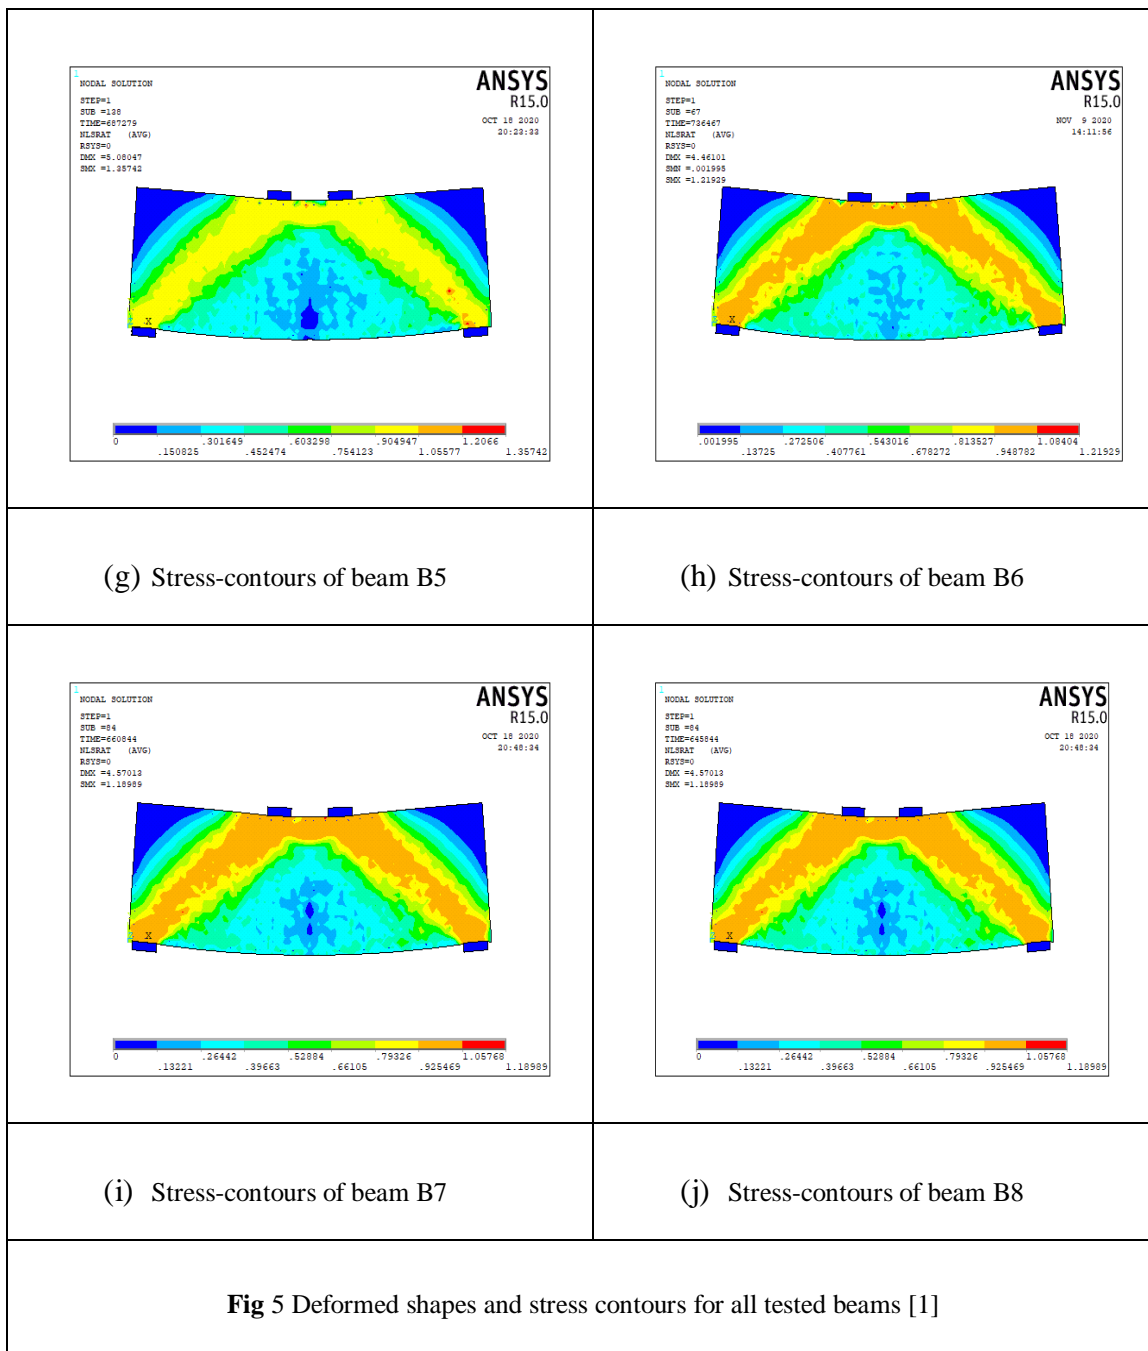 1
NODAL SOLUTION
STEP=1
SUB =138
TIME=687279
NLSRAT (AVG)
RSYS=0
DMX =5.08047
SMX =1.35742
ANSYS
R15.0
OCT 18 2020
20:23:33
X
0 .301649 .603298 .904947 1.2066
.150825 .452474 .754123 1.05577 1.35742
1
NODAL SOLUTION
STEP=1
SUB =67
TIME=736467
NLSRAT (AVG)
RSYS=0
DMX =4.46101
SMN =.001995
SMX =1.21929
ANSYS
R15.0
NOV 9 2020
14:11:56
X
.001995 .272506 .543016 .813527 1.08404
.13725 .407761 .678272 .948782 1.21929
(g) Stress-contours of beam B5
(h) Stress-contours of beam B6
1
NODAL SOLUTION
STEP=1
SUB =84
TIME=660844
NLSRAT (AVG)
RSYS=0
DMX =4.57013
SMX =1.18989
ANSYS
R15.0
OCT 18 2020
20:48:34
X
0 .26442 .52884 .79326 1.05768
.13221 .39663 .66105 .925469 1.18989
1
NODAL SOLUTION
STEP=1
SUB =84
TIME=645844
NLSRAT (AVG)
RSYS=0
DMX =4.57013
SMX =1.18989
ANSYS
R15.0
OCT 18 2020
20:48:34
X
0 .26442 .52884 .79326 1.05768
.13221 .39663 .66105 .925469 1.18989
(i) Stress-contours of beam B7
(j) Stress-contours of beam B8
Fig 5 Deformed shapes and stress contours for all tested beams [1]